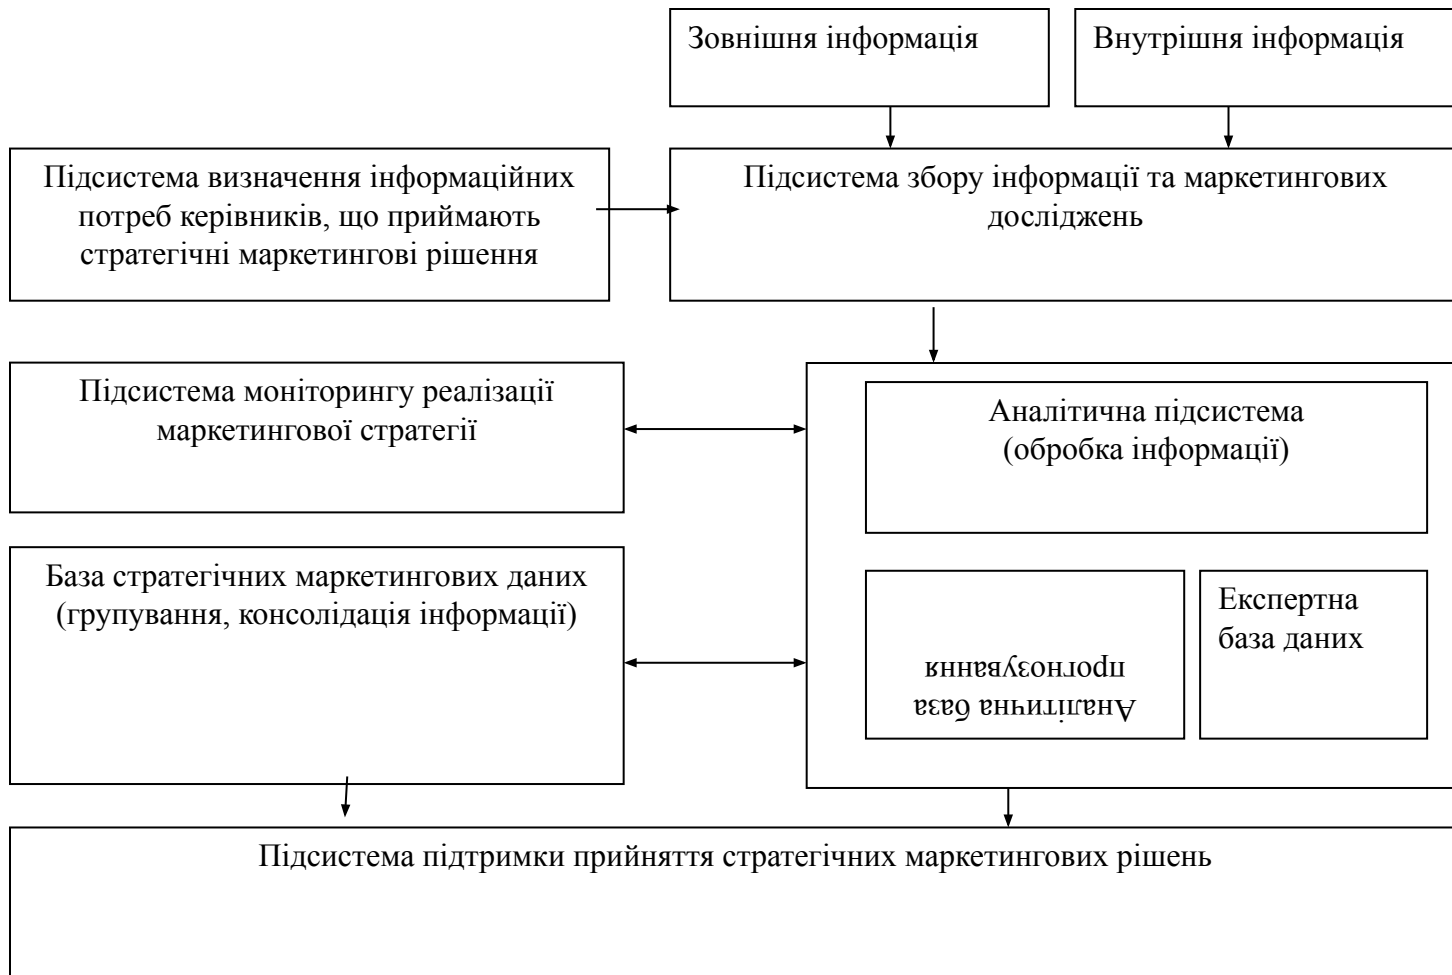 Зовнішня інформація
Внутрішня інформація
Підсистема визначення інформаційних
потреб керівників, що приймають
стратегічні маркетингові рішення
Підсистема збору інформації та маркетингових
досліджень
Підсистема моніторингу реалізації
маркетингової стратегії
Аналітична підсистема
(обробка інформації)
База стратегічних маркетингових даних
(групування, консолідація інформації)
Аналітична база
прогнозування
Експертна
база даних
Підсистема підтримки прийняття стратегічних маркетингових рішень